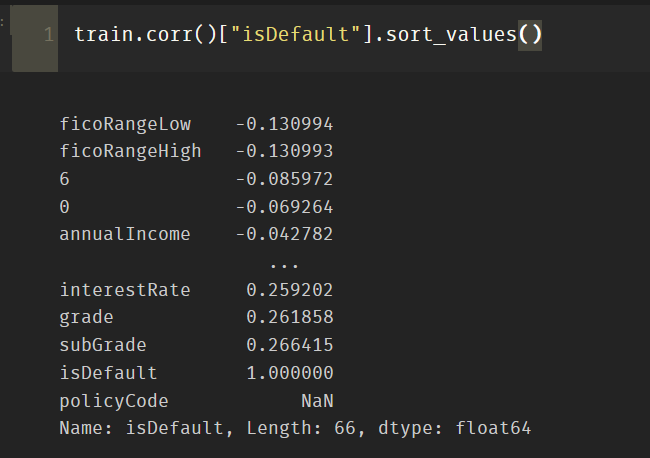 1 train.corr()["isDefault"].sort_values()
ficoRangeLow -0.130994
ficoRangeHigh -0.130993
6 -0.085972
0 -0.069264
annualIncome -0.042782
...
interestRate 0.259202
grade 0.261858
subGrade 0.266415
isDefault 1.000000
policyCode NaN
Name: isDefault, Length: 66, dtype: float64